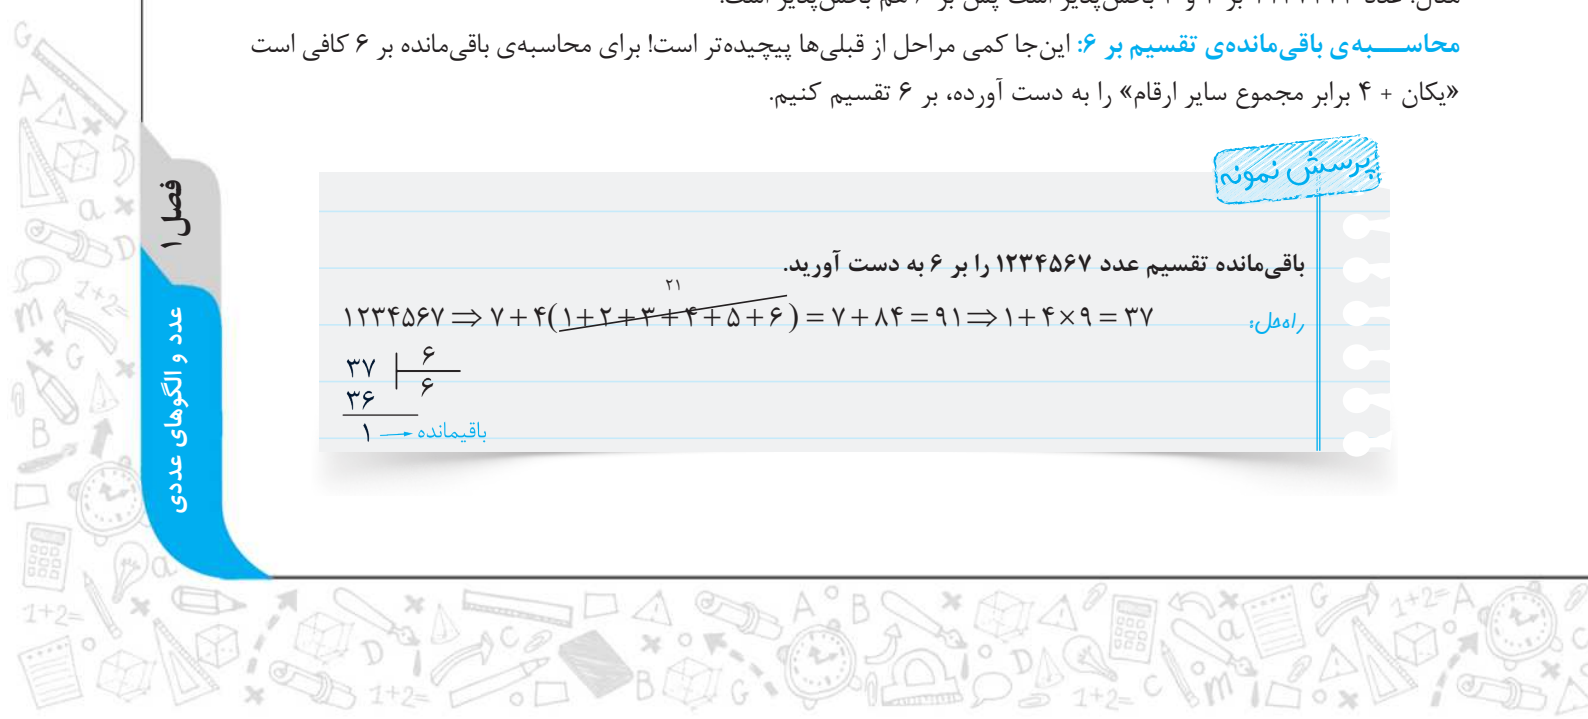 محاســـبه‌ی باقی‌مانده‌ی تقسیم بر ۶: این‌جا کمی مراحل از قبلی‌ها پیچیده‌تر است! برای محاسبه‌ی باقی‌مانده بر ۶ کافی است
«یکان + ۴ برابر مجموع سایر ارقام» را به دست آورده، بر ۶ تقسیم کنیم.
پرسش نمونه
باقی‌مانده تقسیم عدد ۱۲۳۴۵۶۷ را بر ۶ به دست آورید.
راه‌حل:
۲۱
۱۲۳۴۵۶۷ ⇒ ۷ + ۴(۱+۲+۳+۴+۵+۶) = ۷ + ۸۴ = ۹۱ ⇒ ۱ + ۴ × ۹ = ۳۷
۳۷ ۶
۳۶ ۶
۱ → باقیمانده
فصل ۱
عدد و الگوهای عددی